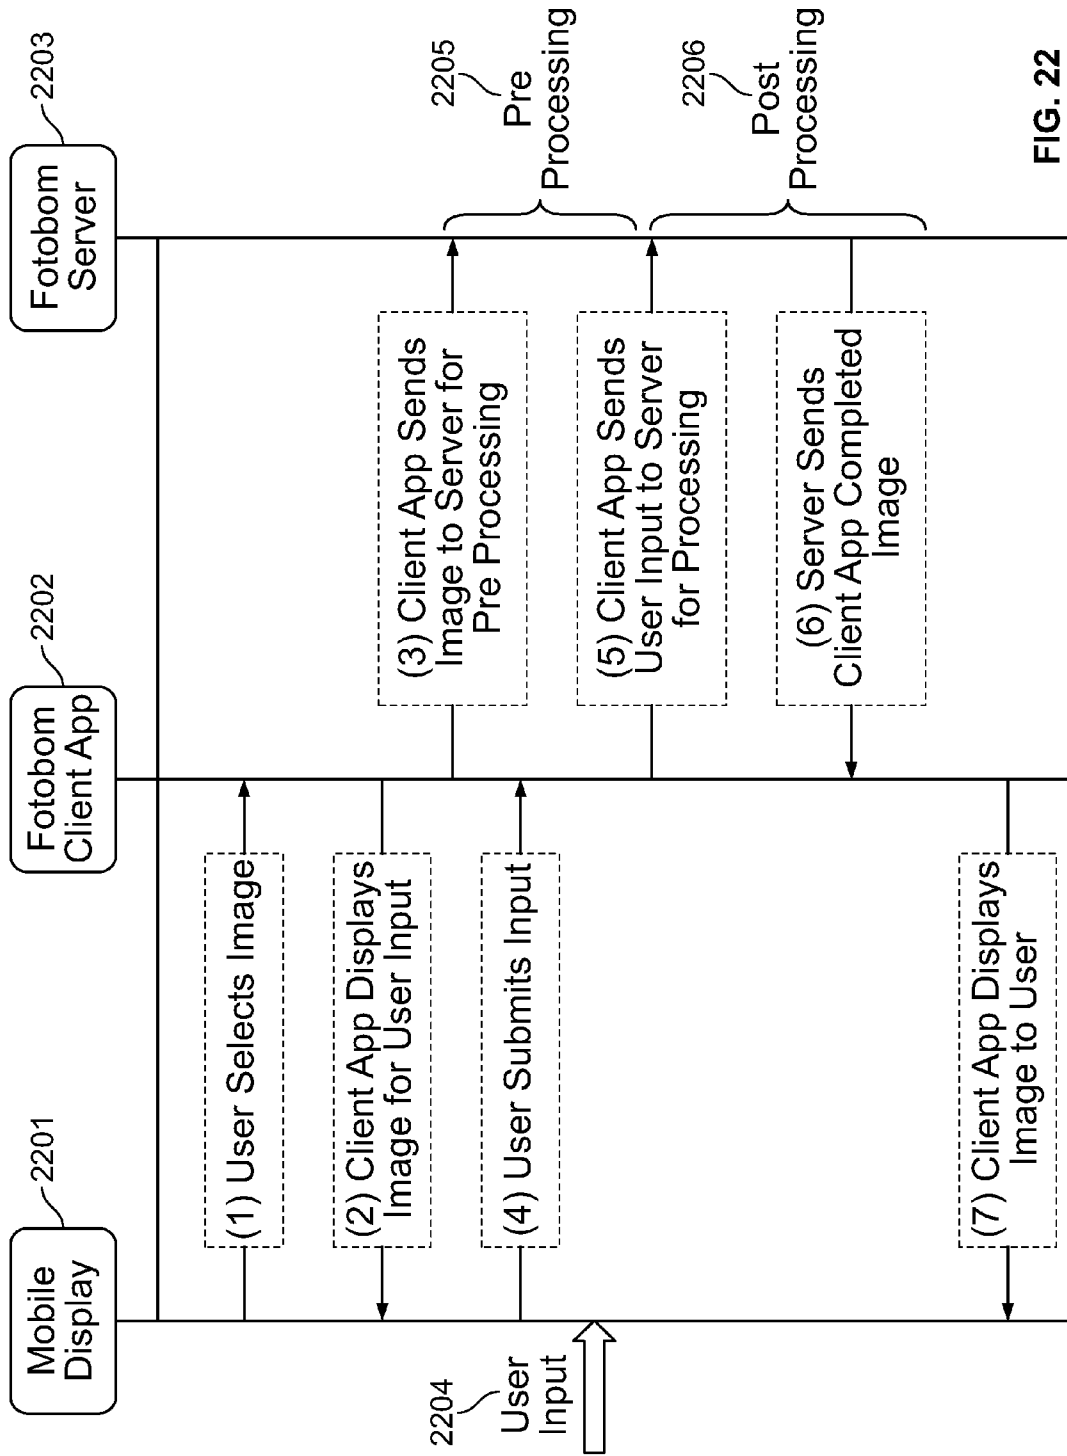 2201
Mobile
Display
2202
Fotobom
Client App
2203
Fotobom
Server
(1) User Selects Image
(2) Client App Displays
Image for User Input
(3) Client App Sends
Image to Server for
Pre Processing
2205
Pre
Processing
(4) User Submits Input
2204
User
Input
(5) Client App Sends
User Input to Server
for Processing
2206
Post
Processing
(6) Server Sends
Client App Completed
Image
(7) Client App Displays
Image to User
FIG. 22